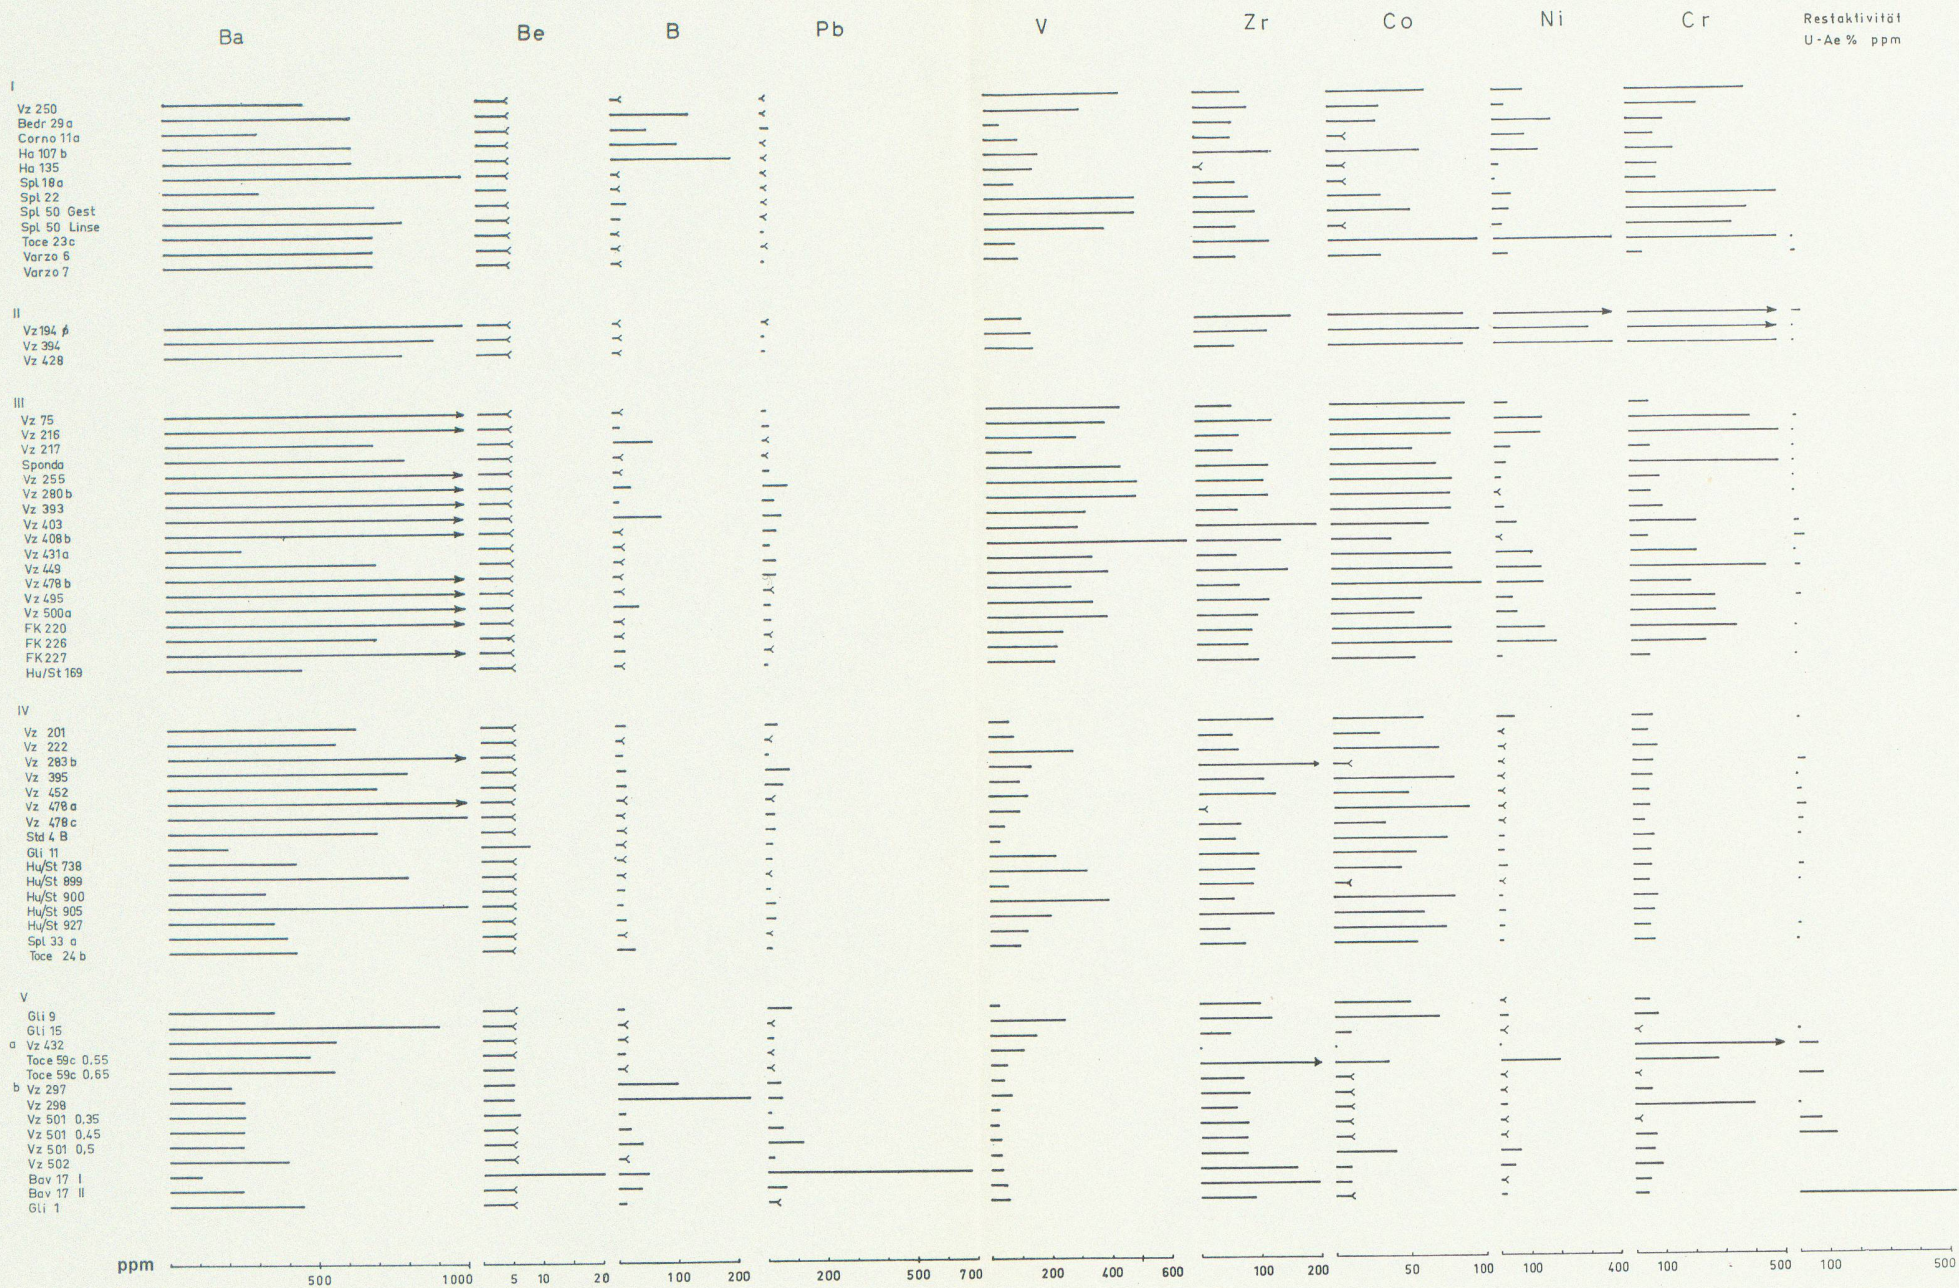 Ba Be B Pb V Zr Co Ni Cr Restaktivität
U-Ae % ppm
I
Vz 250
Bedr 29a
Corno 11a
Ha 107 b
Ha 135
Spl 18a
Spl 22
Spl 50 Gest
Spl 50 Linse
Toce 23c
Varzo 6
Varzo 7
II
Vz 194
Vz 394
Vz 428
III
Vz 75
Vz 216
Vz 217
Sponda
Vz 255
Vz 280b
Vz 393
Vz 403
Vz 408b
Vz 431a
Vz 449
Vz 478b
Vz 495
Vz 500a
FK 220
FK 226
FK 227
Hu/St 169
IV
Vz 201
Vz 222
Vz 283 b
Vz 395
Vz 452
Vz 478 a
Vz 478 c
Std 4 B
Gli 11
Hu/St 738
Hu/St 899
Hu/St 900
Hu/St 905
Hu/St 927
Spl 33 a
Toce 24 b
V
Gli 9
Gli 15
a Vz 432
Toce 59c 0,55
Toce 59c 0,65
b Vz 297
Vz 298
Vz 501 0,35
Vz 501 0,45
Vz 501 0,5
Vz 502
Bav 17 I
Bav 17 II
Gli 1
ppm 500 1000 5 10 20 100 200 200 500 700 200 400 600 100 200 50 100 100 400 100 500 100 500